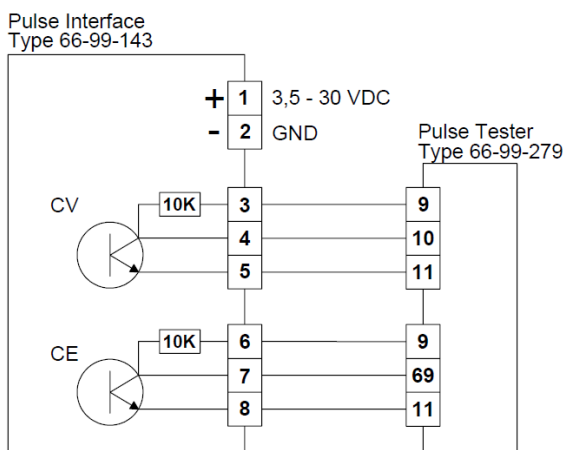 Pulse Interface
Type 66-99-143
+ 1 3,5 - 30 VDC
- 2 GND
Pulse Tester
Type 66-99-279
CV 10K 3 9
4 10
5 11
CE 10K 6 9
7 69
8 11